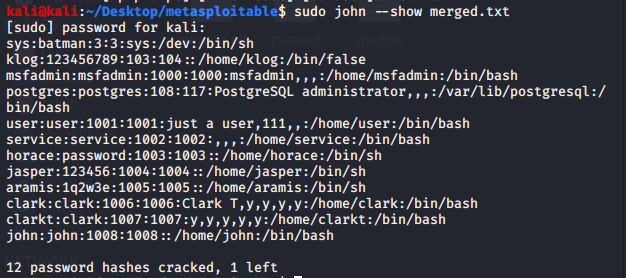 kali@kali:~/Desktop/metasploitable$ sudo john --show merged.txt
[sudo] password for kali:
sys:batman:3:3:sys:/dev:/bin/sh
klog:123456789:103:104::/home/klog:/bin/false
msfadmin:msfadmin:1000:1000:msfadmin,,,:/home/msfadmin:/bin/bash
postgres:postgres:108:117:PostgreSQL administrator,,,:/var/lib/postgresql:/
bin/bash
user:user:1001:1001:just a user,111,,:/home/user:/bin/bash
service:service:1002:1002:,,,:/home/service:/bin/bash
horace:password:1003:1003::/home/horace:/bin/sh
jasper:123456:1004:1004::/home/jasper:/bin/sh
aramis:1q2w3e:1005:1005::/home/aramis:/bin/sh
clark:clark:1006:1006:Clark T,y,y,y,y:/home/clark:/bin/bash
clarkt:clark:1007:1007:y,y,y,y,y:/home/clarkt:/bin/bash
john:john:1008:1008::/home/john:/bin/bash
12 password hashes cracked, 1 left